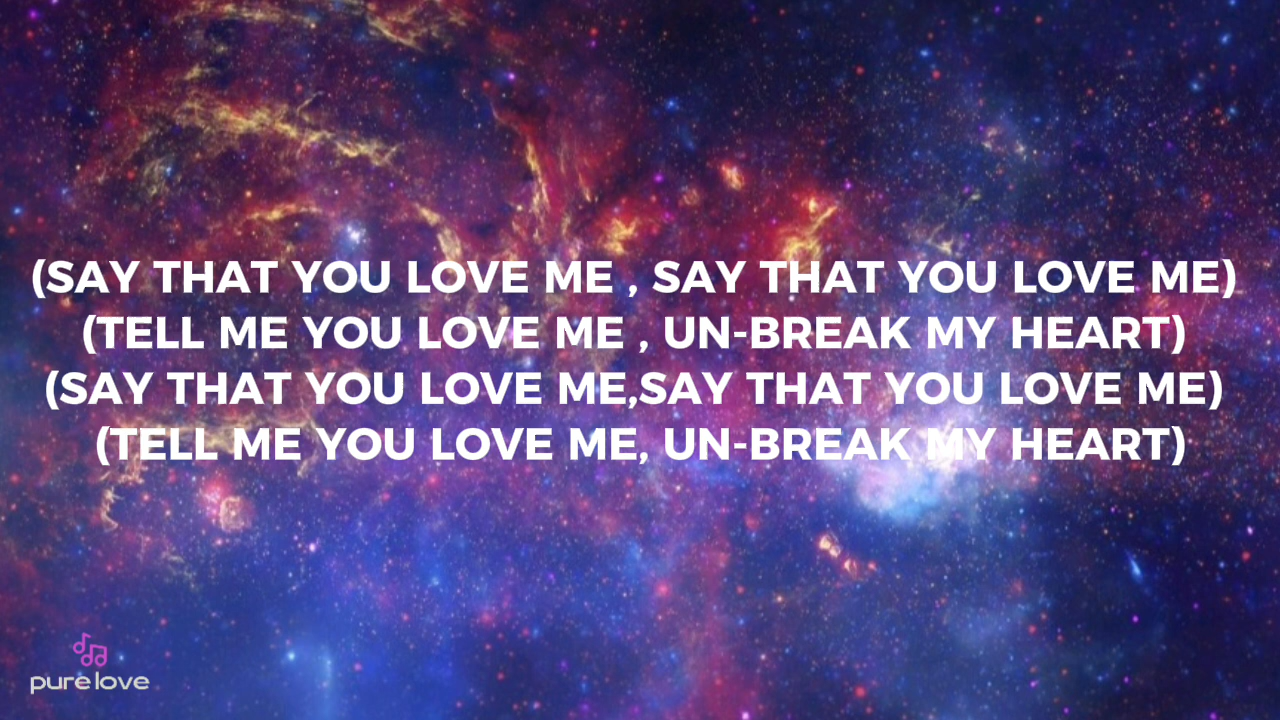 (SAY THAT YOU LOVE ME , SAY THAT YOU LOVE ME)
(TELL ME YOU LOVE ME , UN-BREAK MY HEART)
(SAY THAT YOU LOVE ME,SAY THAT YOU LOVE ME)
(TELL ME YOU LOVE ME, UN-BREAK MY HEART)
pure love